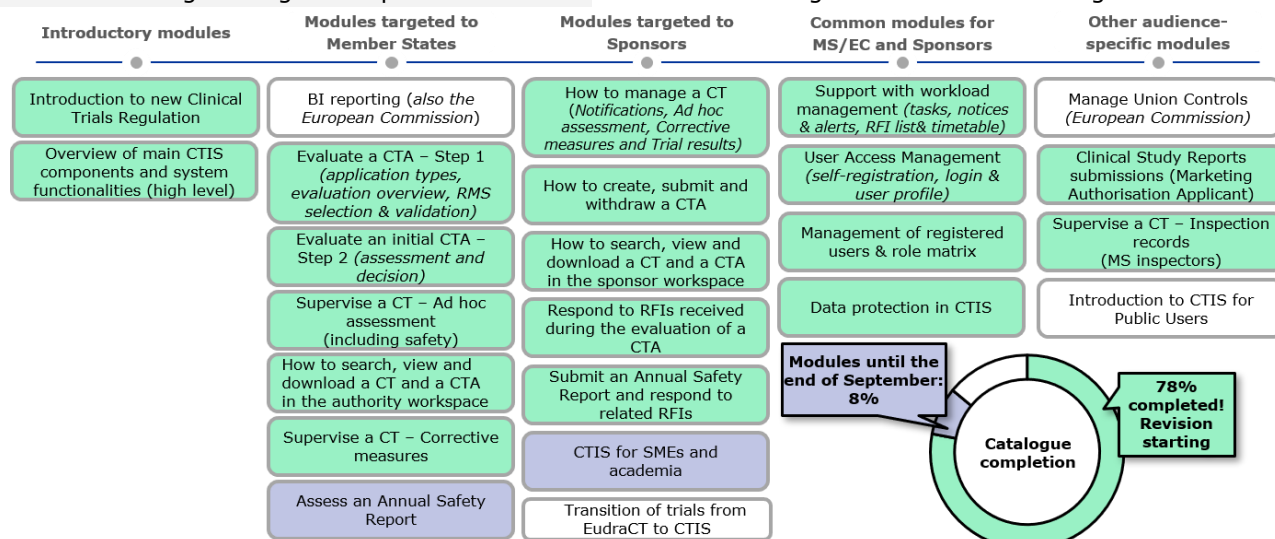 Introductory modules
Modules targeted to
Member States
Modules targeted to
Sponsors
Common modules for
MS/EC and Sponsors
Other audience-
specific modules
Introduction to new Clinical
Trials Regulation
Overview of main CTIS
components and system
functionalities (high level)
BI reporting (also the
European Commission)
Evaluate a CTA – Step 1
(application types,
evaluation overview, RMS
selection & validation)
Evaluate an initial CTA –
Step 2 (assessment and
decision)
Supervise a CT – Ad hoc
assessment
(including safety)
How to search, view and
download a CT and a CTA
in the authority workspace
Supervise a CT – Corrective
measures
Assess an Annual Safety
Report
How to manage a CT
(Notifications, Ad hoc
assessment, Corrective
measures and Trial results)
How to create, submit and
withdraw a CTA
How to search, view and
download a CT and a CTA
in the sponsor workspace
Respond to RFIs received
during the evaluation of a
CTA
Submit an Annual Safety
Report and respond to
related RFIs
CTIS for SMEs and
academia
Transition of trials from
EudraCT to CTIS
Support with workload
management (tasks, notices
& alerts, RFI list& timetable)
User Access Management
(self-registration, login &
user profile)
Management of registered
users & role matrix
Data protection in CTIS
Manage Union Controls
(European Commission)
Clinical Study Reports
submissions (Marketing
Authorisation Applicant)
Supervise a CT – Inspection
records
(MS inspectors)
Introduction to CTIS for
Public Users
Modules until the
end of September:
8%
78%
completed!
Revision
starting
Catalogue
completion